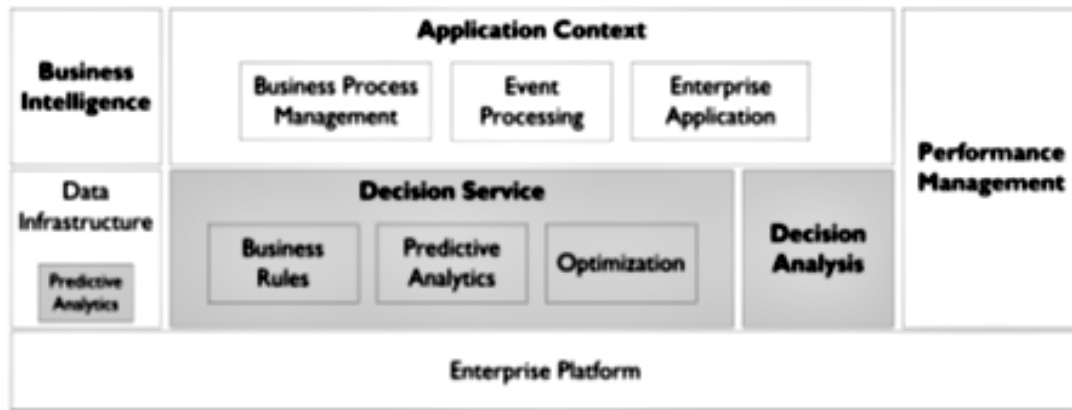 Business
Intelligence
Application Context
Business Process
Management
Event
Processing
Enterprise
Application
Performance
Management
Data
Infrastructure
Predictive
Analytics
Decision Service
Business
Rules
Predictive
Analytics
Optimization
Decision
Analysis
Enterprise Platform